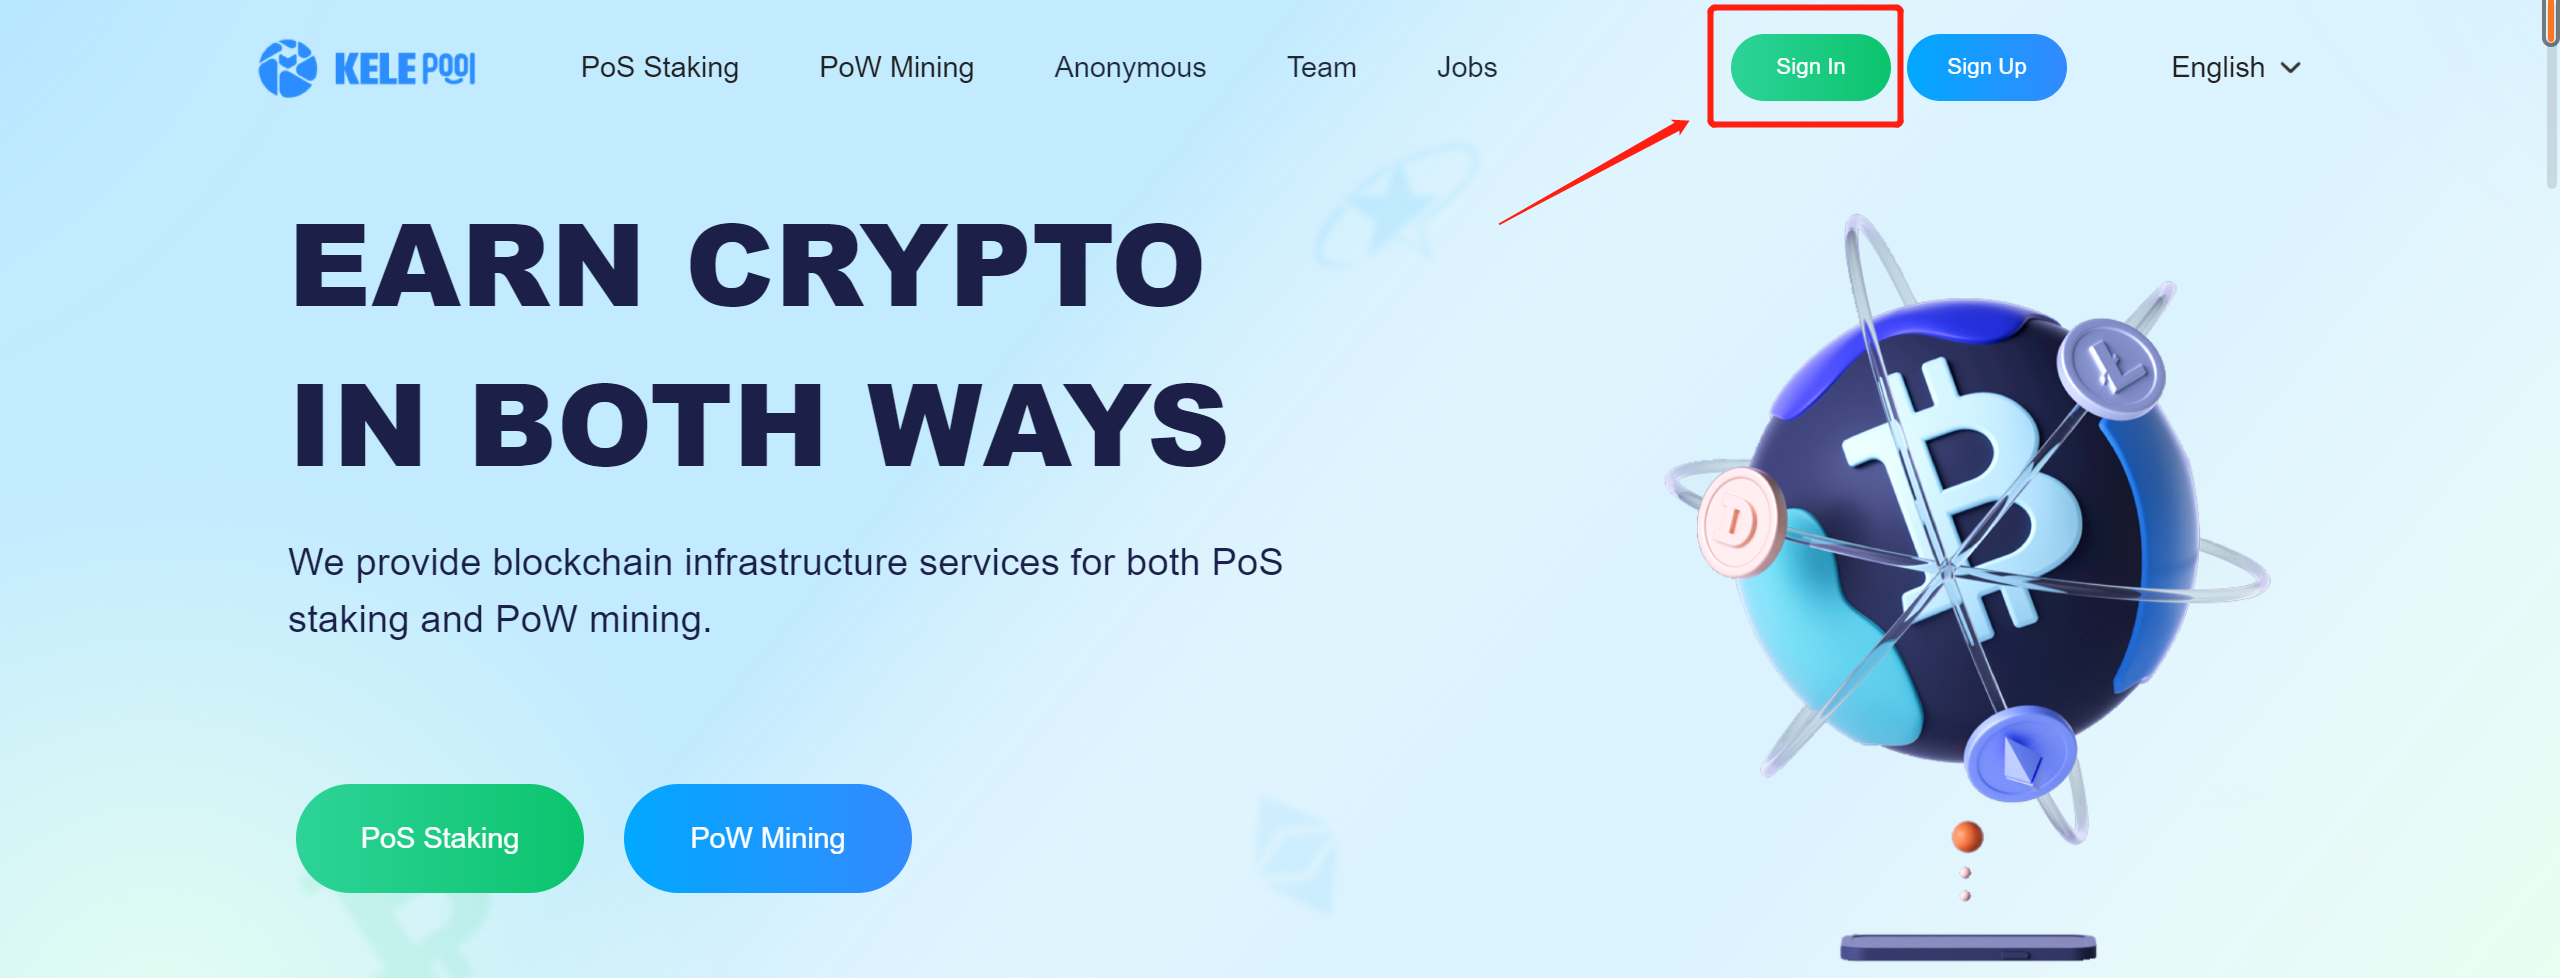 KELE POOL
PoS Staking
PoW Mining
Anonymous
Team
Jobs
Sign In
Sign Up
English
EARN CRYPTO
IN BOTH WAYS
We provide blockchain infrastructure services for both PoS
staking and PoW mining.
PoS Staking
PoW Mining